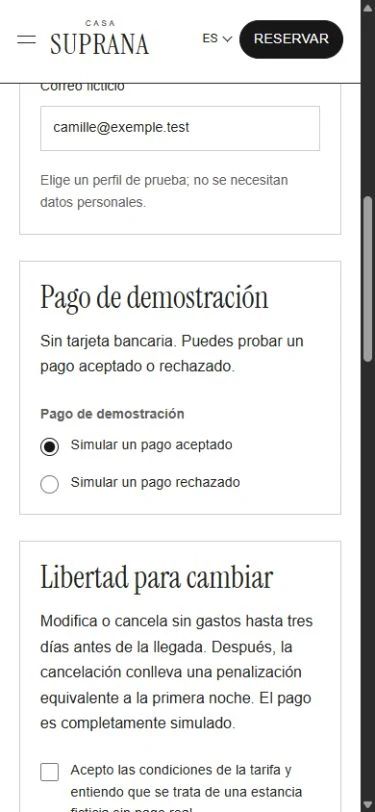 CASA
SUPRANA
ES
RESERVAR
Correo ficticio
camille@exemple.test
Elige un perfil de prueba; no se necesitan
datos personales.
Pago de demostración
Sin tarjeta bancaria. Puedes probar un
pago aceptado o rechazado.
Pago de demostración
Simular un pago aceptado
Simular un pago rechazado
Libertad para cambiar
Modifica o cancela sin gastos hasta tres
días antes de la llegada. Después, la
cancelación conlleva una penalización
equivalente a la primera noche. El pago
es completamente simulado.
Acepto las condiciones de la tarifa y
entiendo que se trata de una estancia
ficticia sin pago real